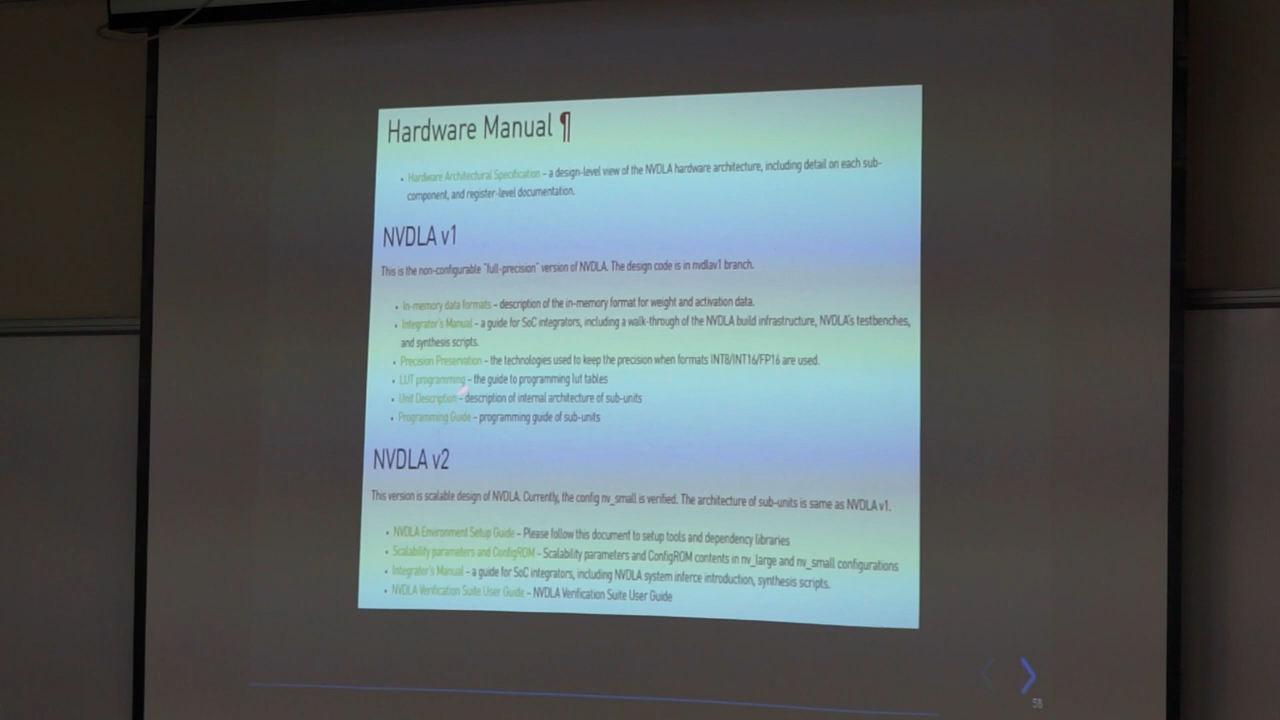 Hardware Manual ¶
• Hardware Architectural Specification – a design-level view of the NVDLA hardware architecture, including detail on each sub-
component, and register-level documentation.
NVDLA v1
This is the non-configurable "full-precision" version of NVDLA. The design code is in nvdlav1 branch.
• In-memory data formats – description of the in-memory format for weight and activation data.
• Integrator's Manual – a guide for SoC integrators, including a walk-through of the NVDLA build infrastructure, NVDLA's testbenches,
and synthesis scripts.
• Precision Preservation – the technologies used to keep the precision when formats INT8/INT16/FP16 are used.
• LUT programming – the guide to programming lut tables
• Unit Description – description of internal architecture of sub-units
• Programming Guide – programming guide of sub-units
NVDLA v2
This version is scalable design of NVDLA. Currently, the config nv_small is verified. The architecture of sub-units is same as NVDLA v1.
• NVDLA Environment Setup Guide – Please follow this document to setup tools and dependency libraries
• Scalability parameters and ConfigROM – Scalability parameters and ConfigROM contents in nv_large and nv_small configurations
• Integrator's Manual – a guide for SoC integrators, including NVDLA system inferce introduction, synthesis scripts.
• NVDLA Verification Suite User Guide – NVDLA Verification Suite User Guide
58